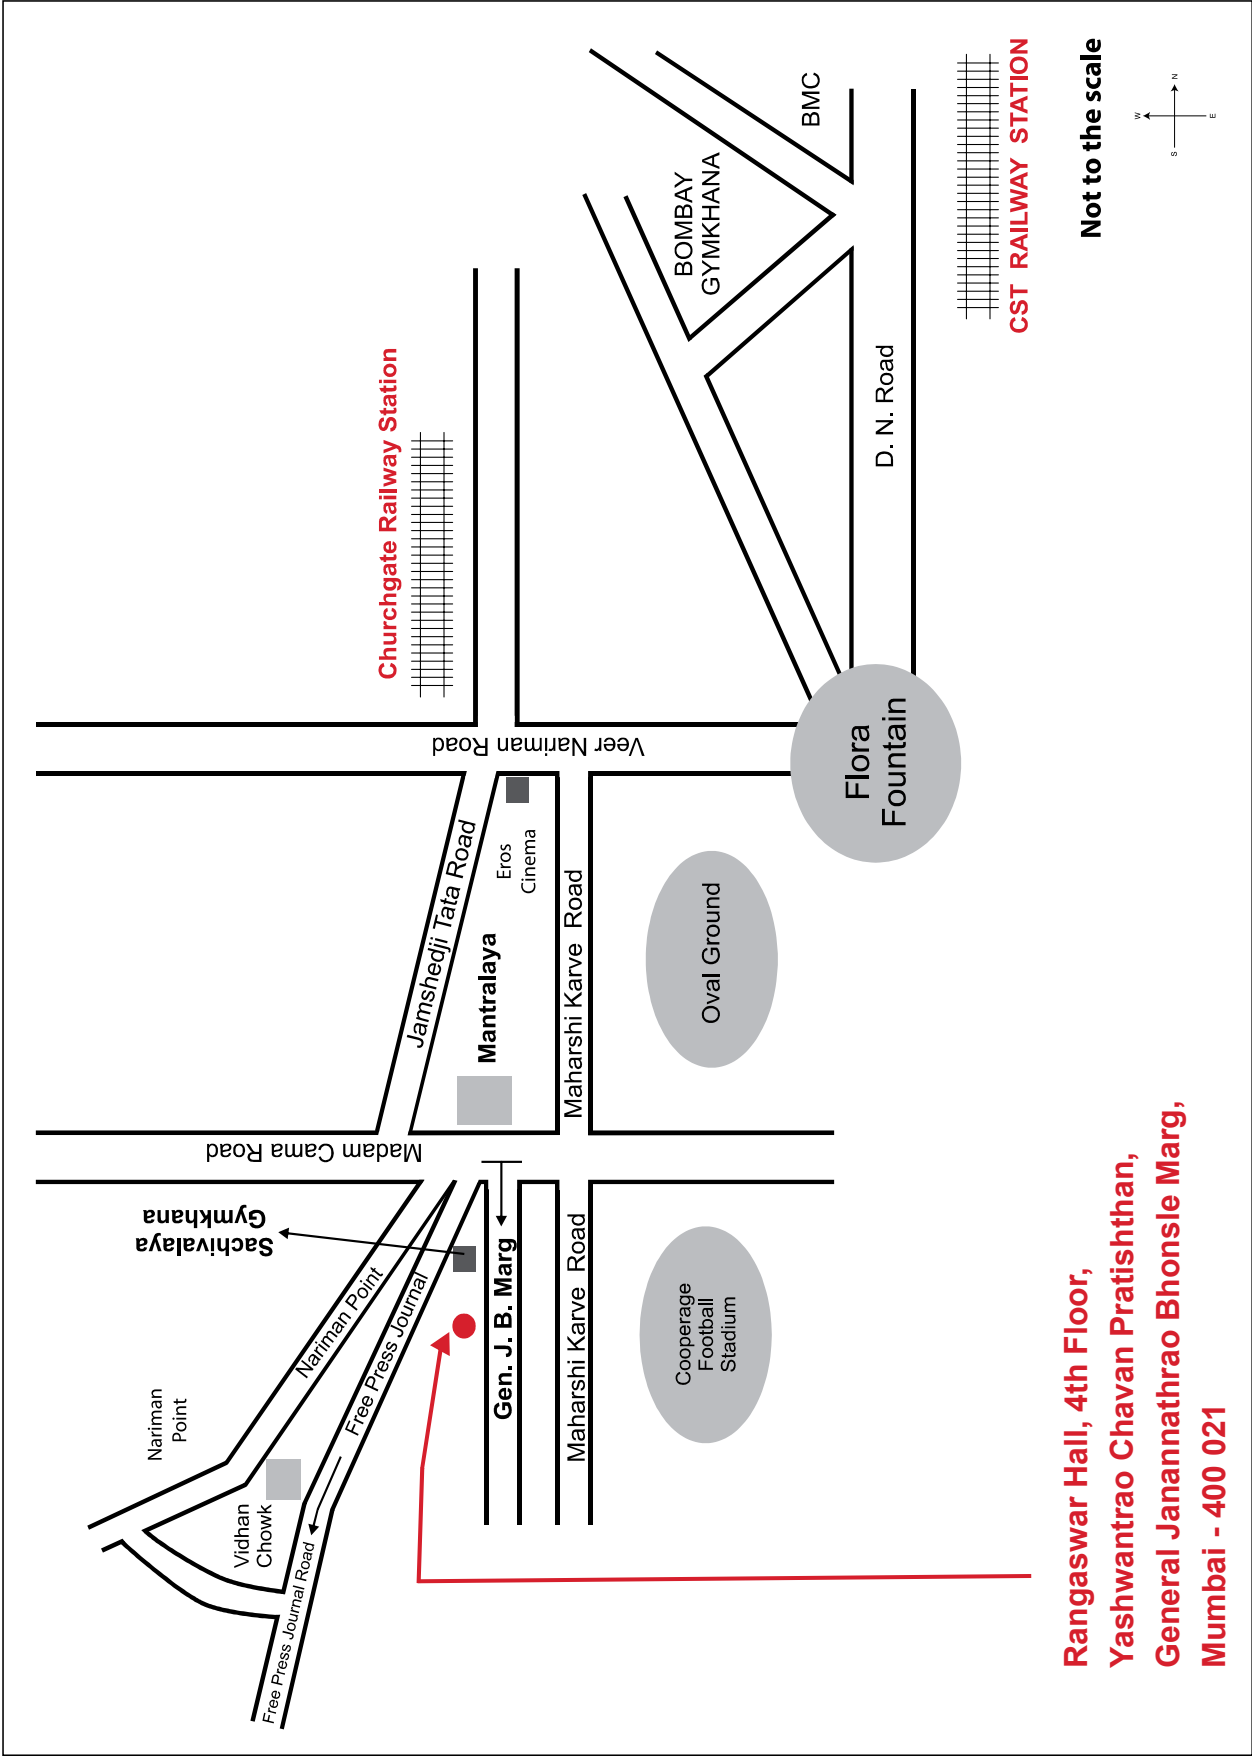 Churchgate Railway Station
BOMBAY
GYMKHANA
BMC
CST RAILWAY STATION
Not to the scale
W
N
S
E
D. N. Road
Veer Nariman Road
Flora
Fountain
Jamshedji Tata Road
Eros
Cinema
Mantralaya
Maharshi Karve Road
Oval Ground
Madam Cama Road
Sachivalaya
Gymkhana
Nariman Point
Free Press Journal
Gen. J. B. Marg
Maharshi Karve Road
Cooperage
Football
Stadium
Nariman
Point
Vidhan
Chowk
Free Press Journal Road
Rangaswar Hall, 4th Floor,
Yashwantrao Chavan Pratishthan,
General Janannathrao Bhonsle Marg,
Mumbai - 400 021